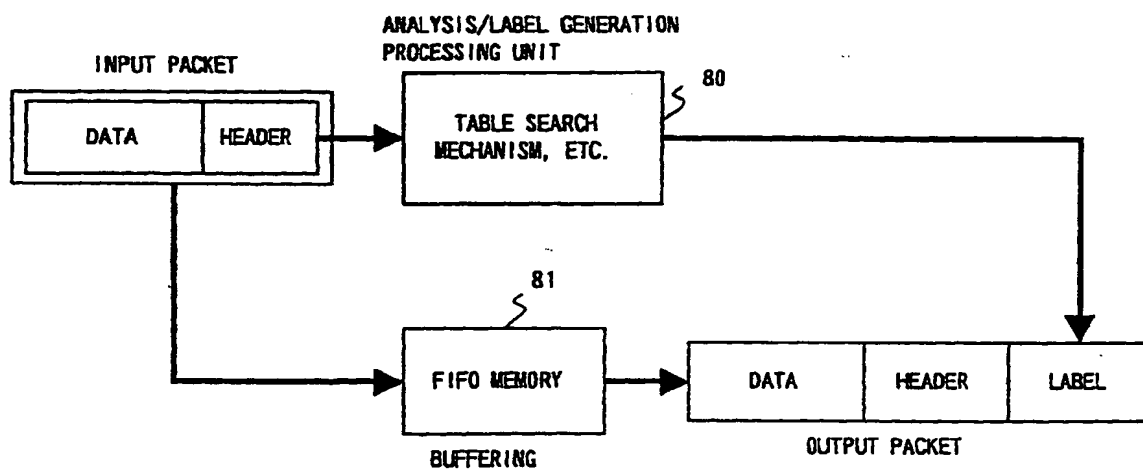 ANALYSIS/LABEL GENERATION
PROCESSING UNIT
INPUT PACKET
80
DATA
HEADER
TABLE SEARCH
MECHANISM, ETC.
81
FIFO MEMORY
DATA
HEADER
LABEL
BUFFERING
OUTPUT PACKET